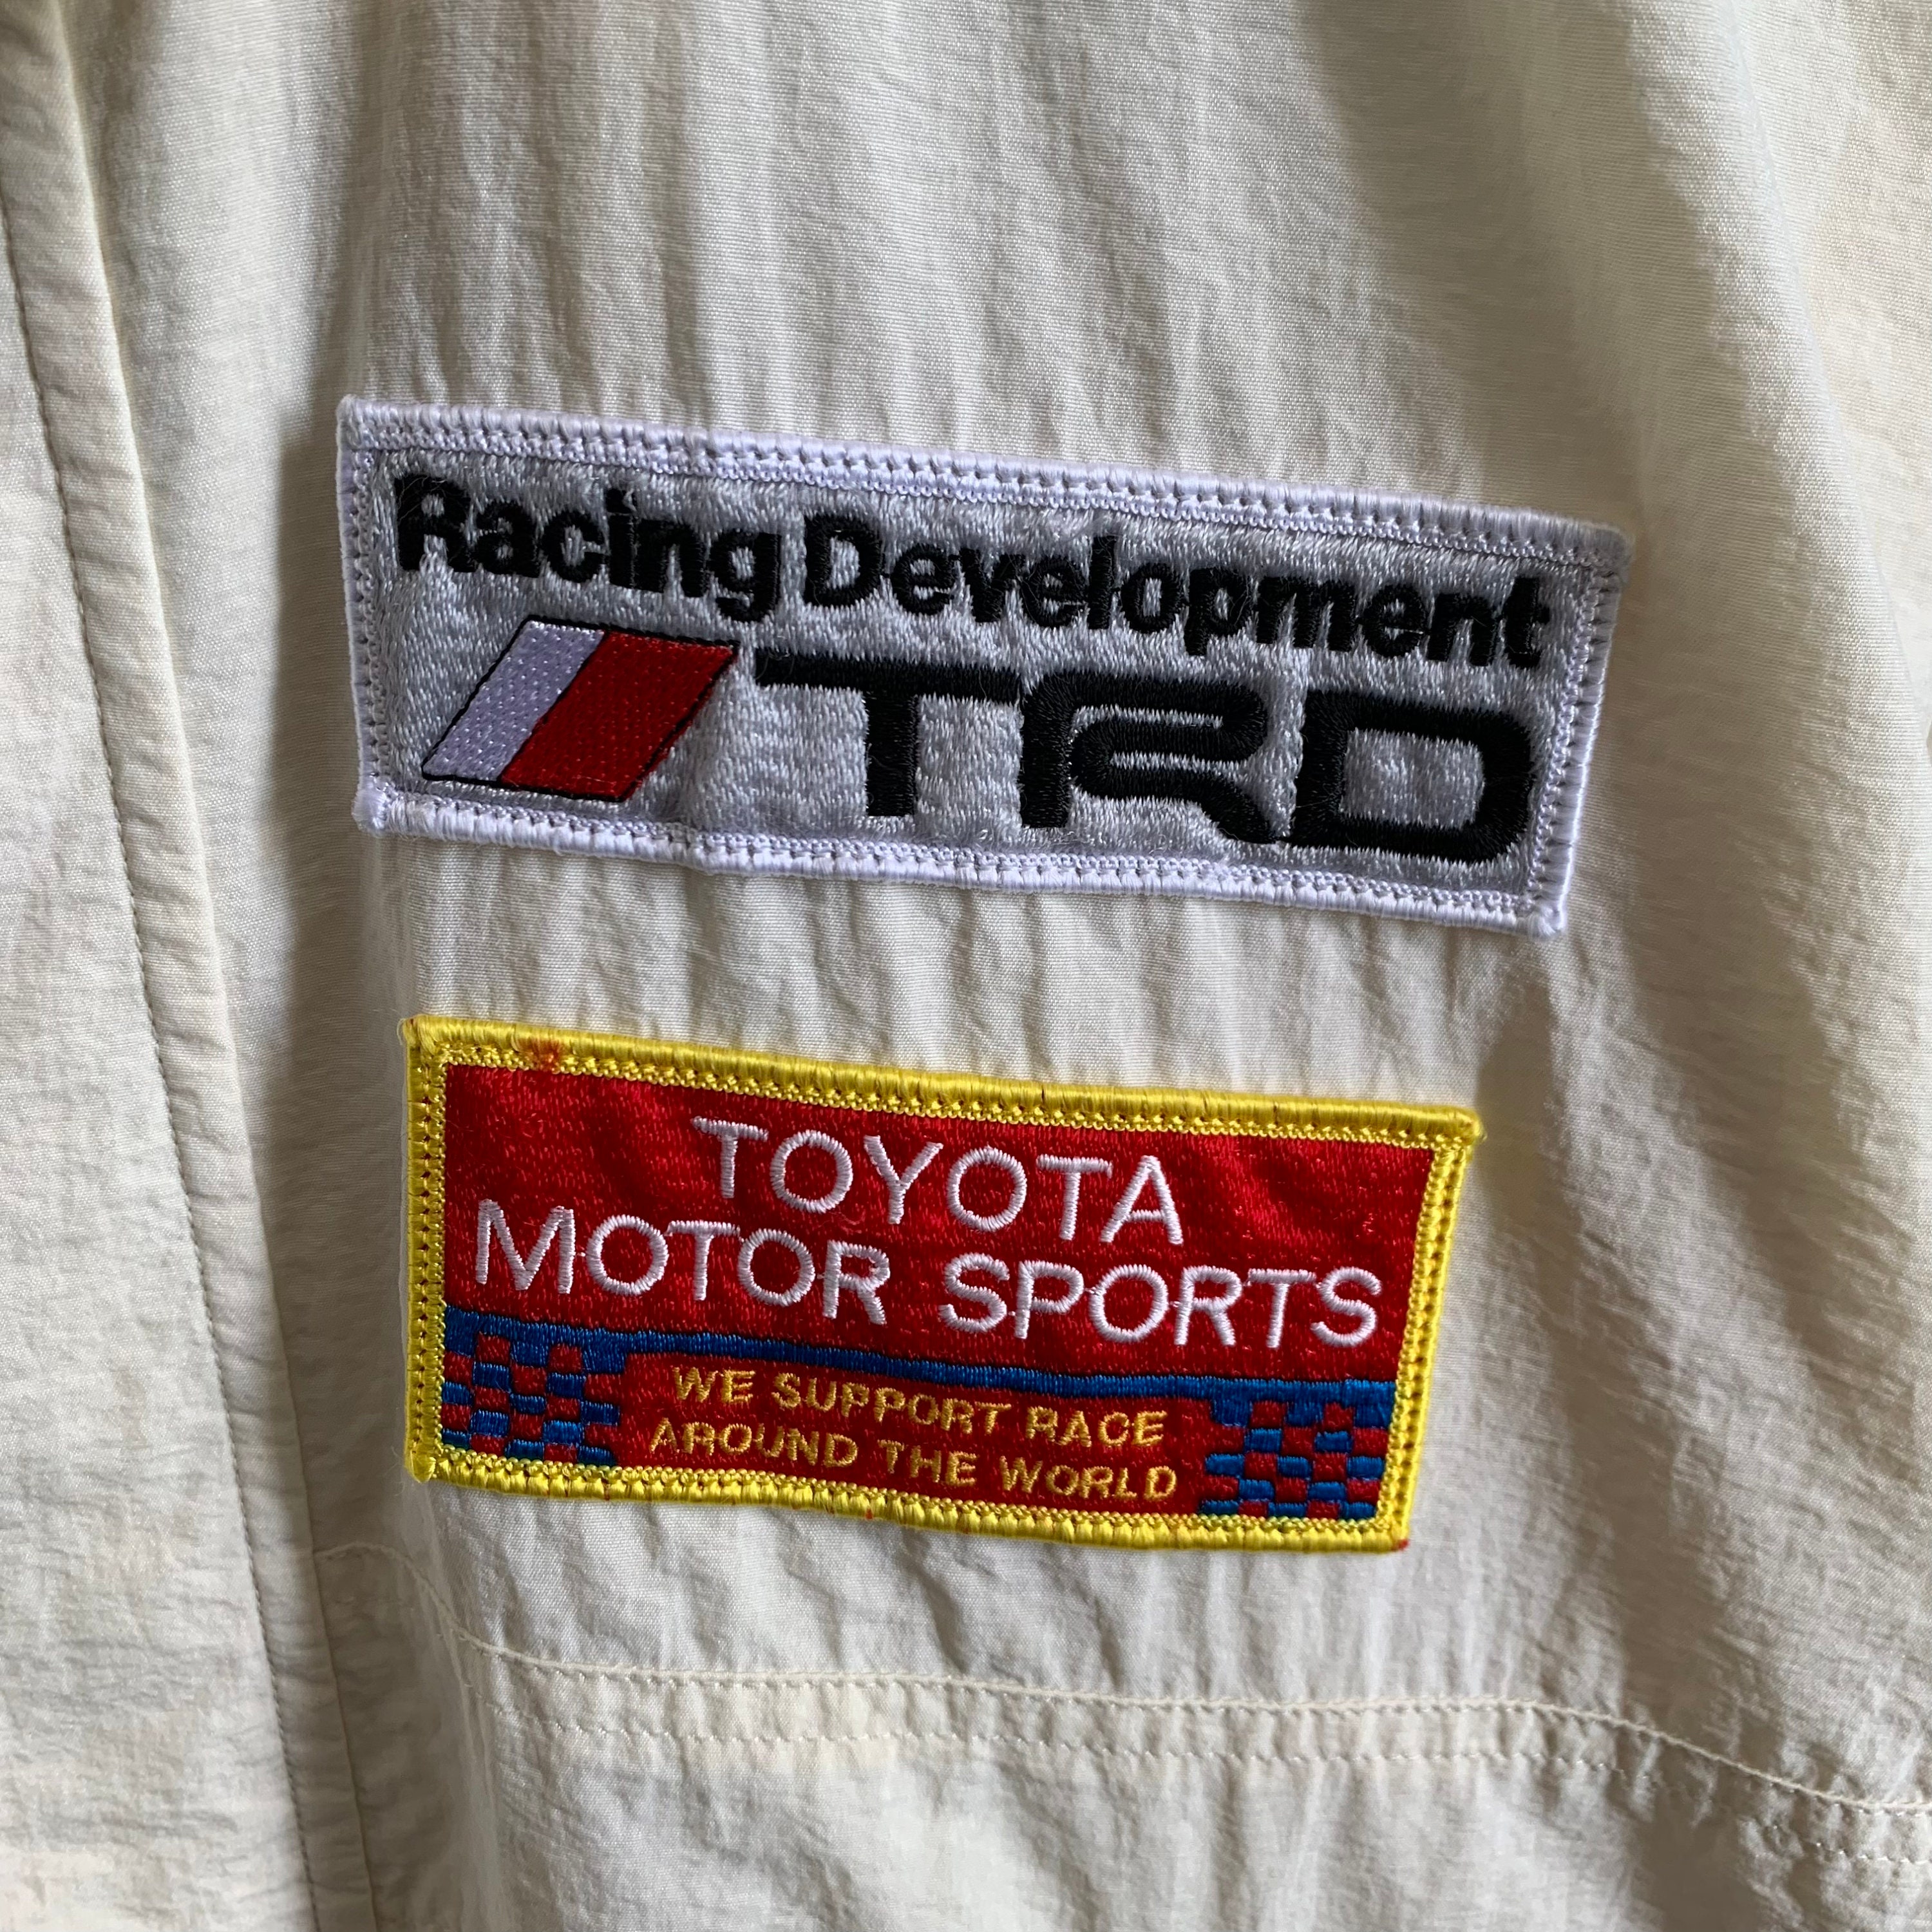 Racing Development
TRD
TOYOTA
MOTOR SPORTS
WE SUPPORT RACE
AROUND THE WORLD